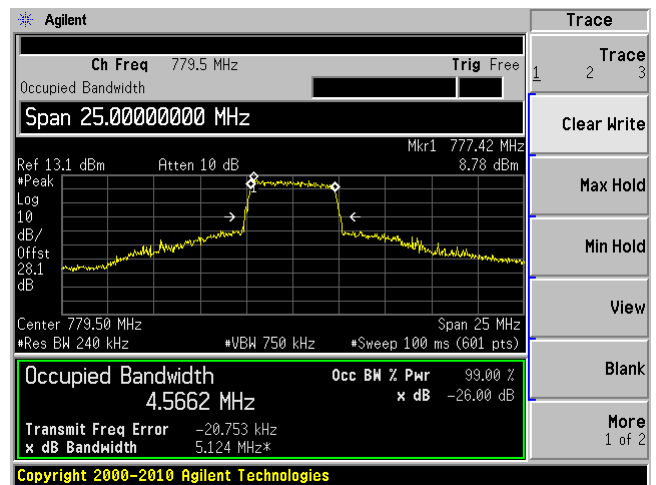 Agilent
Trace
Ch Freq 779.5 MHz Trig Free
Occupied Bandwidth
Span 25.00000000 MHz
Mkr1 777.42 MHz
Ref 13.1 dBm Atten 10 dB 8.78 dBm
#Peak
Log
10
dB/
Offst
28.1
dB
1
Center 779.50 MHz Span 25 MHz
#Res BW 240 kHz #VBW 750 kHz #Sweep 100 ms (601 pts)
Occupied Bandwidth Occ BW % Pwr 99.00 %
4.5662 MHz x dB -26.00 dB
Transmit Freq Error -20.753 kHz
x dB Bandwidth 5.124 MHz*
Copyright 2000-2010 Agilent Technologies
Trace
1 2 3
Clear Write
Max Hold
Min Hold
View
Blank
More
1 of 2